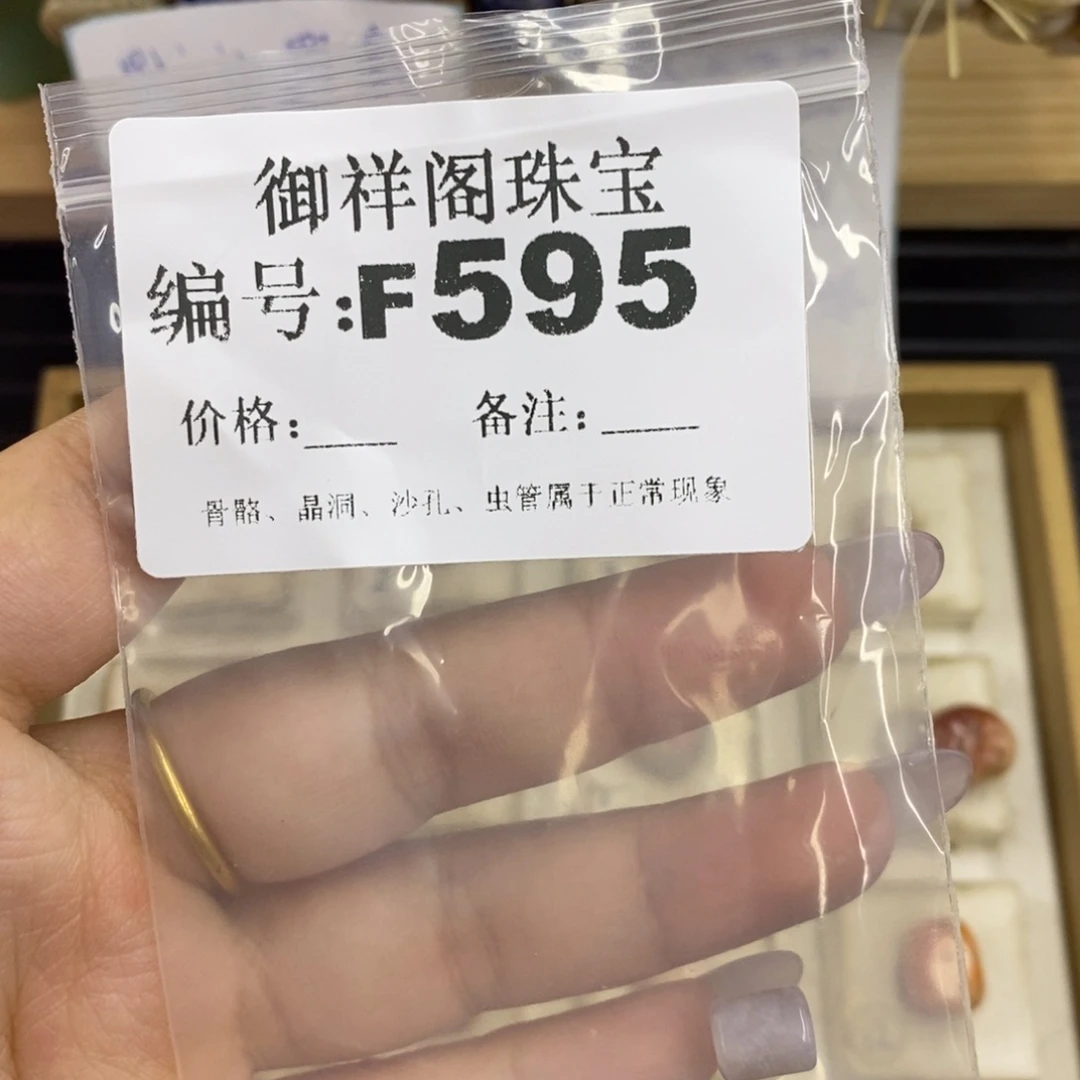 御祥阁珠宝
编号:F595
价格:____ 备注:____
骨骼、晶洞、沙孔、虫管属于正常现象